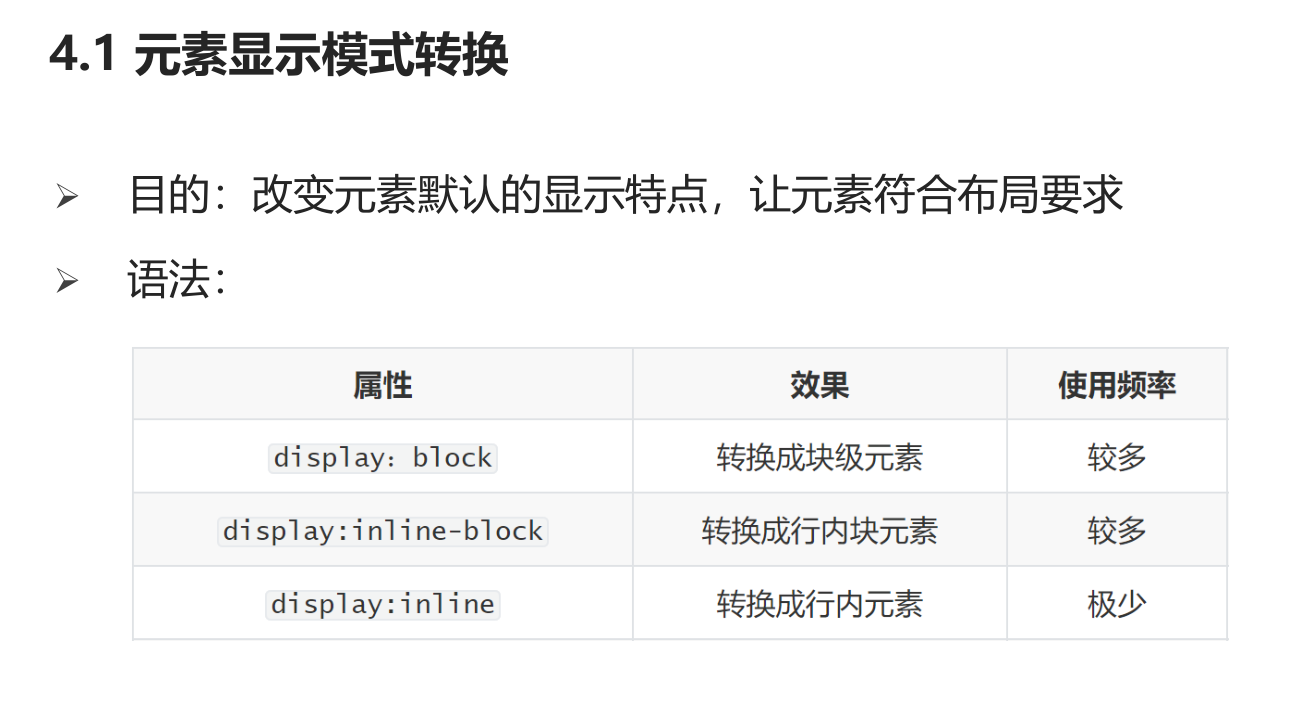 4.1 元素显示模式转换
目的：改变元素默认的显示特点，让元素符合布局要求
语法：
属性 效果 使用频率
display：block 转换成块级元素 较多
display:inline-block 转换成行内块元素 较多
display:inline 转换成行内元素 极少